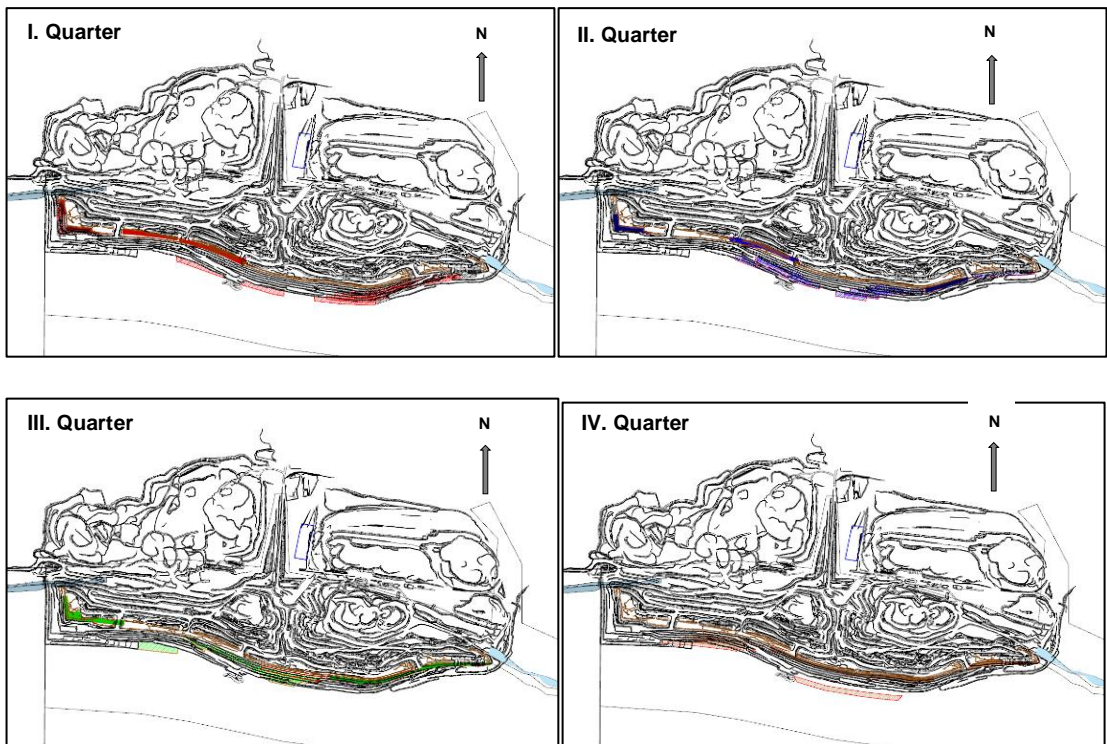 I. Quarter
N
II. Quarter
N
III. Quarter
N
IV. Quarter
N